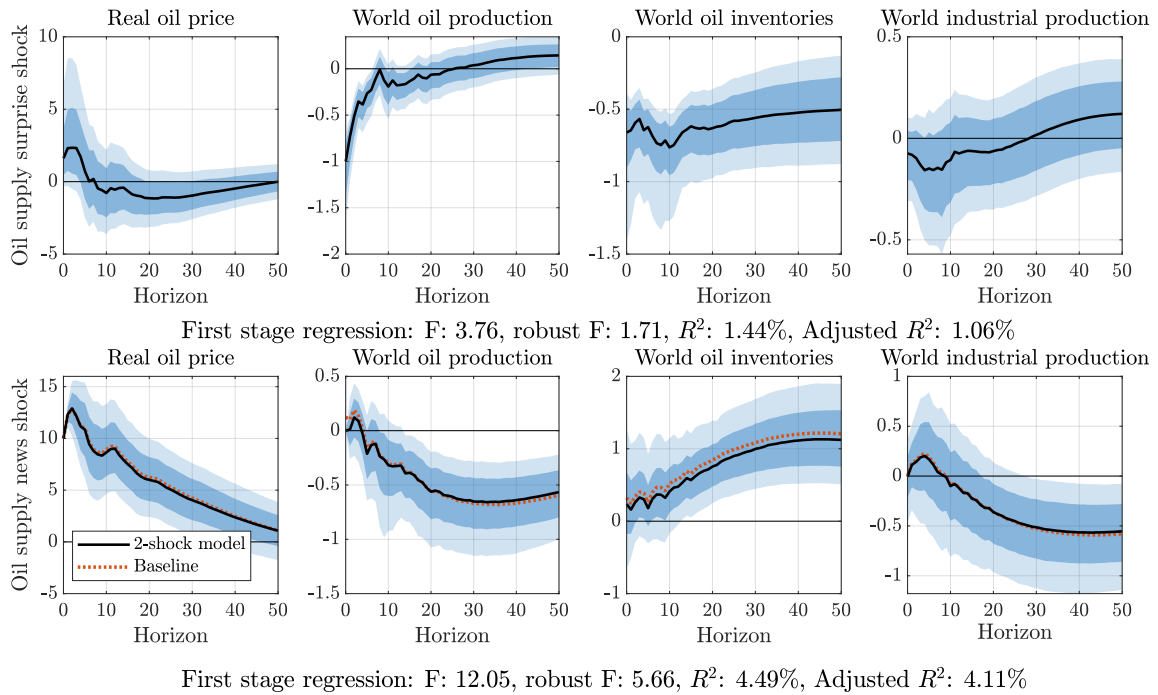 Real oil price
World oil production
World oil inventories
World industrial production
Oil supply surprise shock
10
5
0
-5
0 10 20 30 40 50
Horizon
0
-0.5
-1
-1.5
-2
0 10 20 30 40 50
Horizon
0
-0.5
-1
-1.5
0 10 20 30 40 50
Horizon
0.5
0
-0.5
0 10 20 30 40 50
Horizon
First stage regression: F: 3.76, robust F: 1.71, R²: 1.44%, Adjusted R²: 1.06%
Real oil price
World oil production
World oil inventories
World industrial production
Oil supply news shock
15
10
5
0
-5
0 10 20 30 40 50
Horizon
2-shock model
Baseline
0.5
0
-0.5
-1
-1.5
0 10 20 30 40 50
Horizon
2
1
0
-1
0 10 20 30 40 50
Horizon
1
0.5
0
-0.5
-1
0 10 20 30 40 50
Horizon
First stage regression: F: 12.05, robust F: 5.66, R²: 4.49%, Adjusted R²: 4.11%